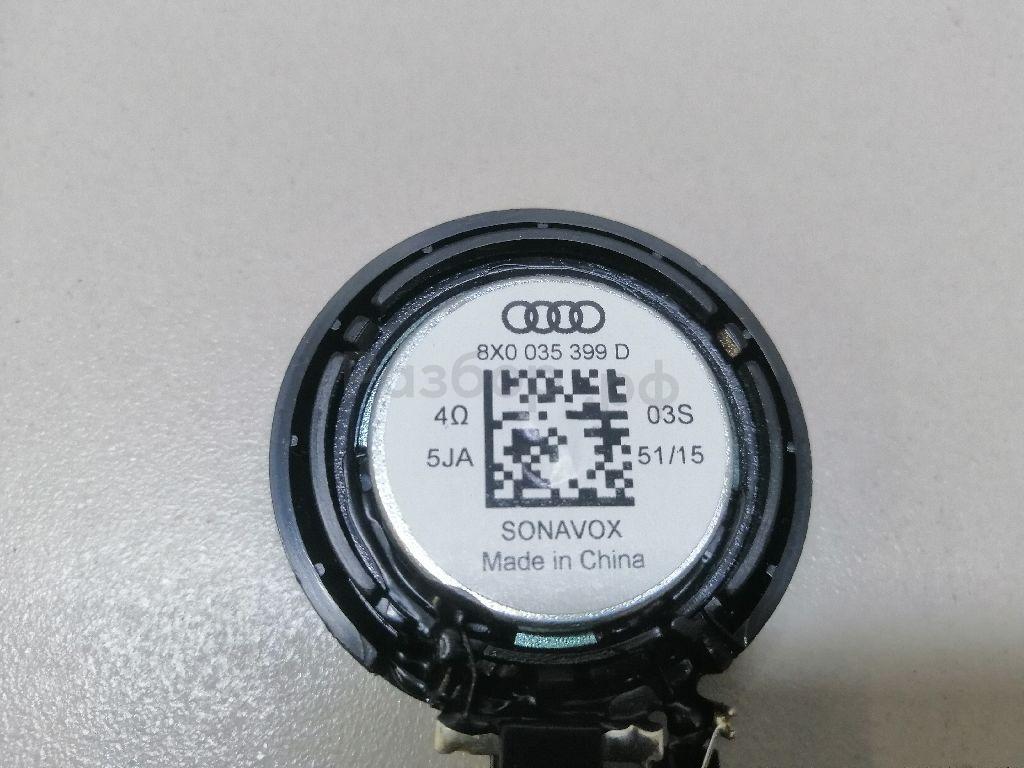 8X0 035 399 D
4Ω 03S
5JA 51/15
SONAVOX
Made in China